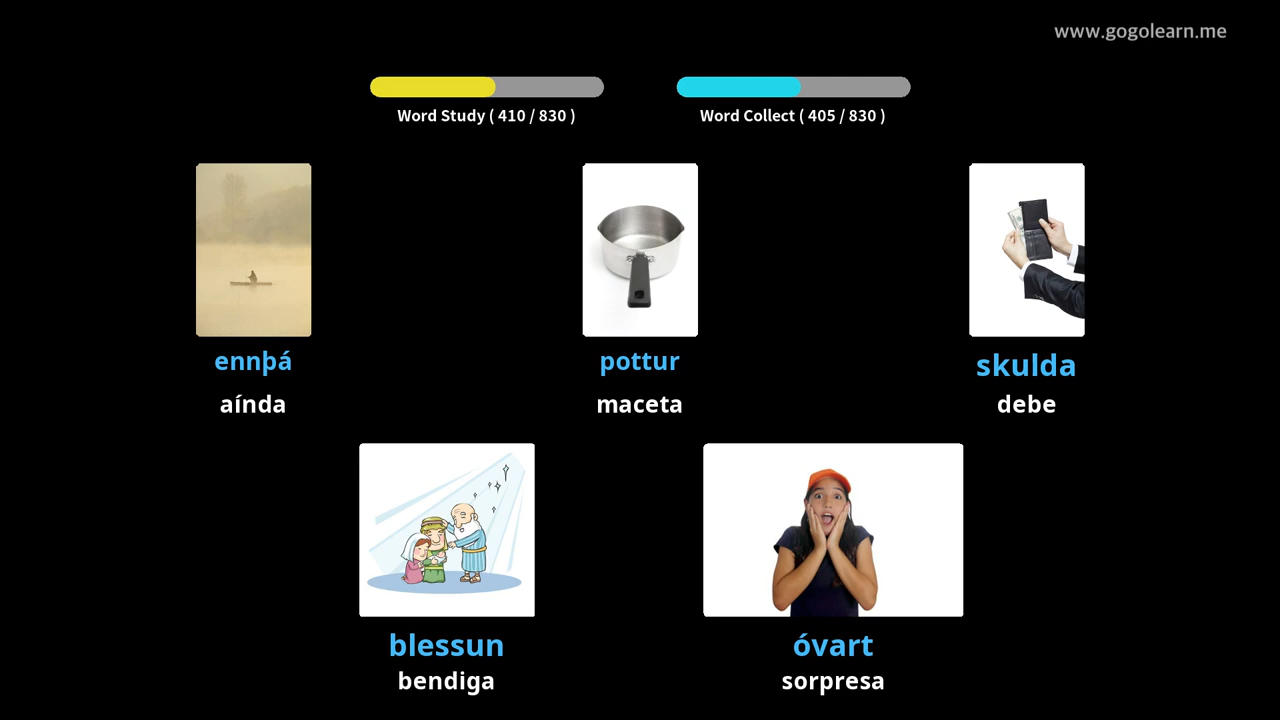 www.gogolearn.me
Word Study ( 410 / 830 )
Word Collect ( 405 / 830 )
ennþá
aínda
pottur
maceta
skulda
debe
blessun
bendiga
óvart
sorpresa